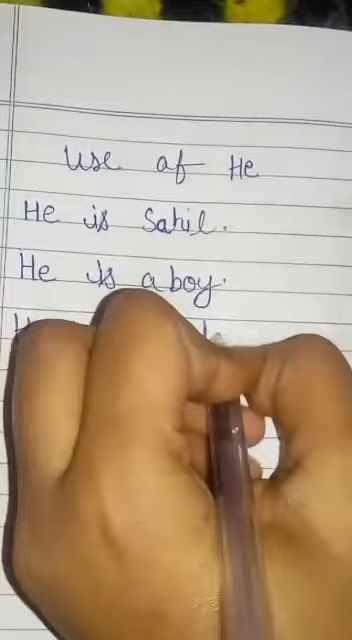 Use of He
He is Sahil.
He is a boy.